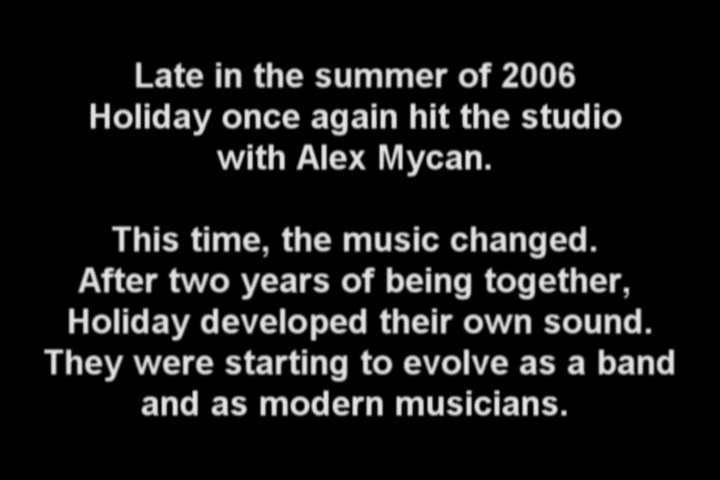 Late in the summer of 2006
Holiday once again hit the studio
with Alex Mycan.
This time, the music changed.
After two years of being together,
Holiday developed their own sound.
They were starting to evolve as a band
and as modern musicians.